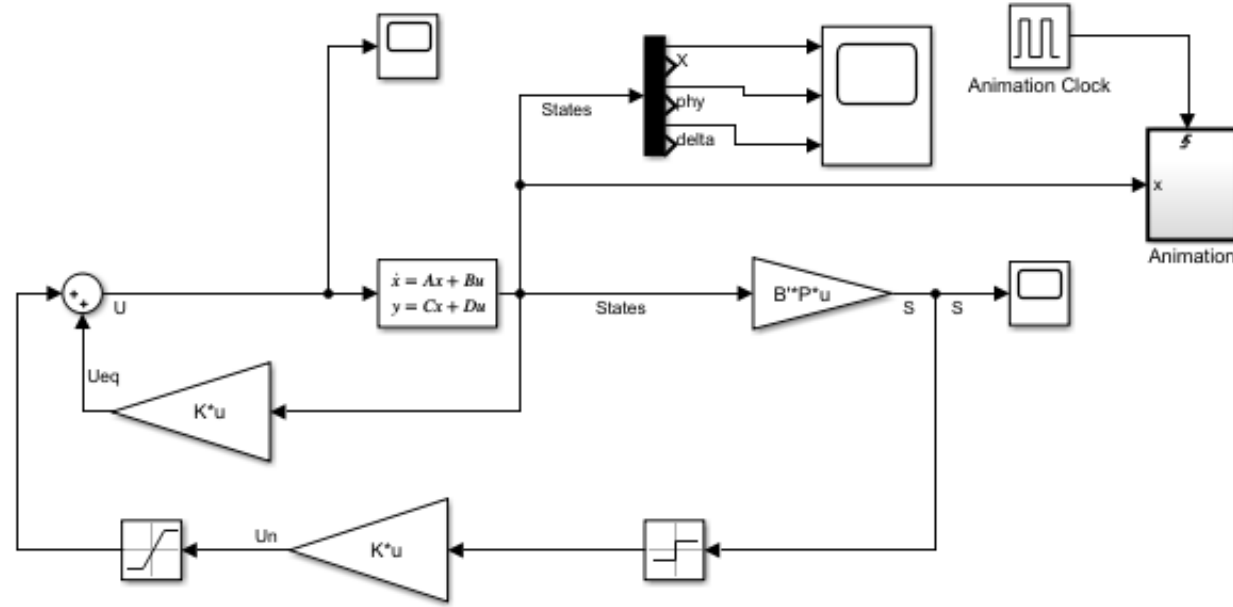 X
phy
delta
States
Animation Clock
x
Animation
U
ẋ = Ax + Bu
y = Cx + Du
States
B'*P*u
S
S
Ueq
K*u
Un
K*u